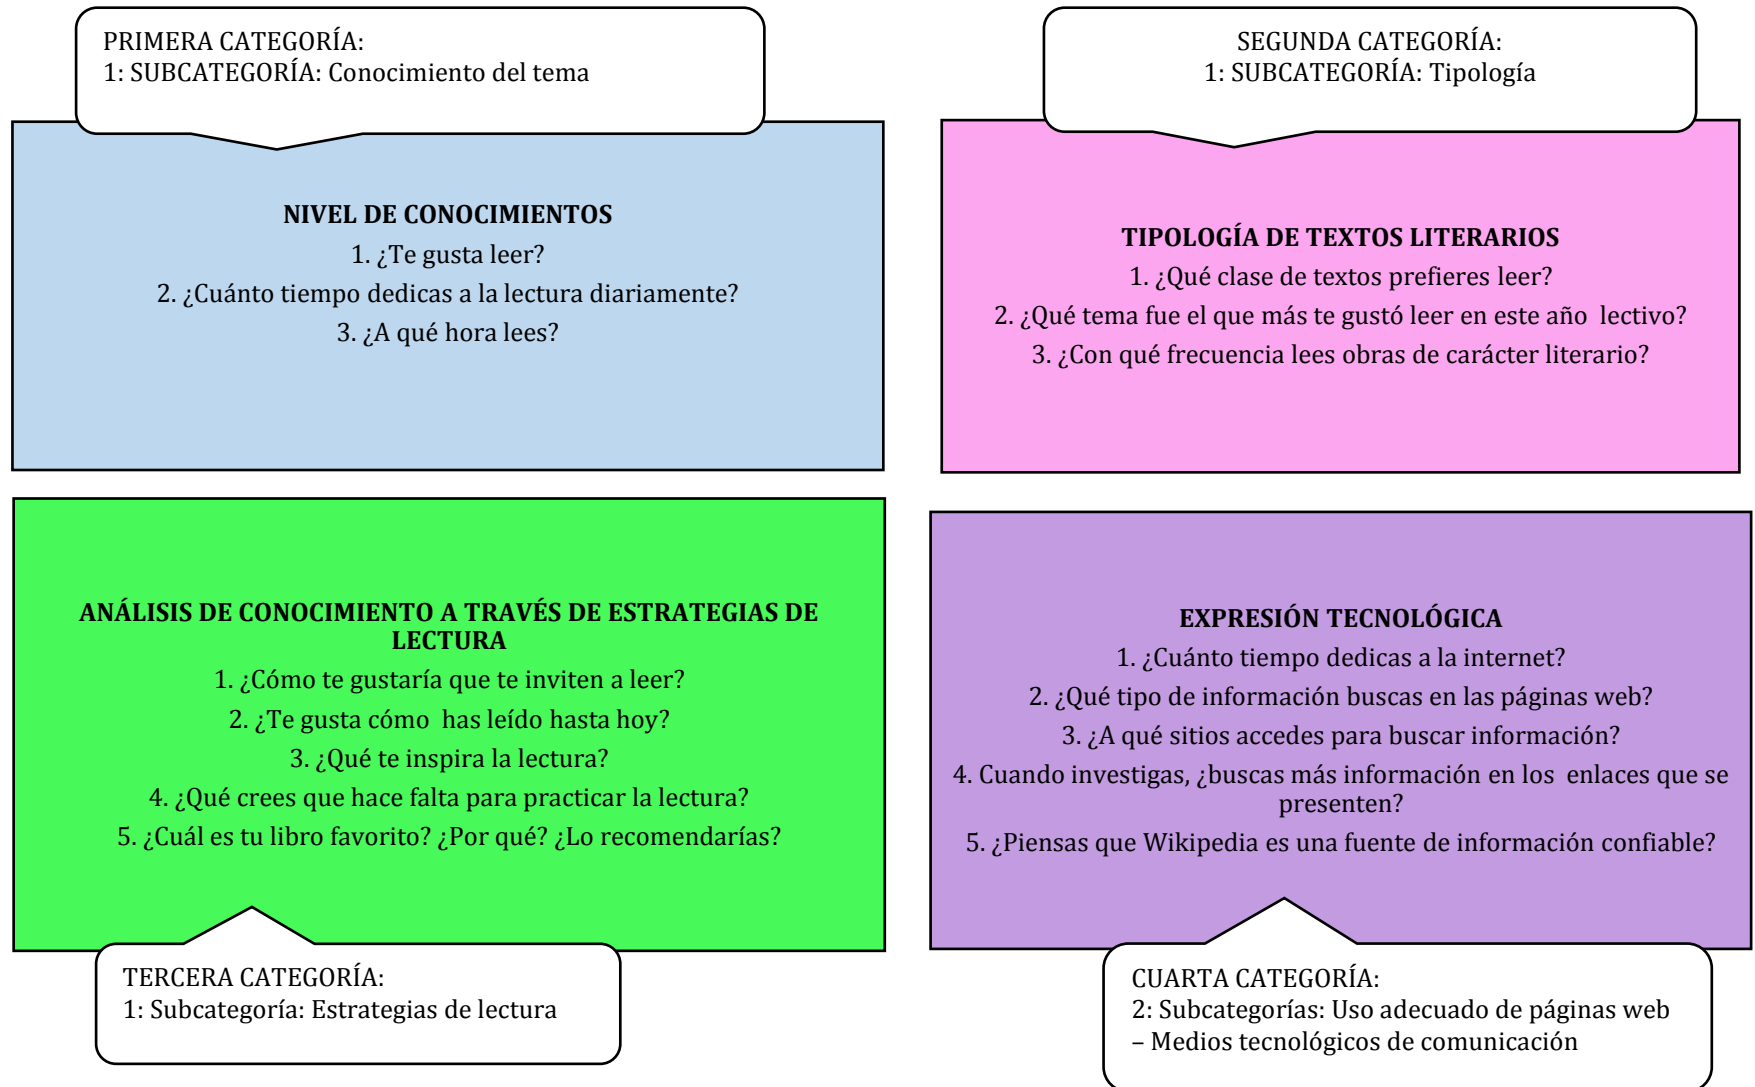 PRIMERA CATEGORÍA:
1: SUBCATEGORÍA: Conocimiento del tema
NIVEL DE CONOCIMIENTOS
1. ¿Te gusta leer?
2. ¿Cuánto tiempo dedicas a la lectura diariamente?
3. ¿A qué hora lees?
SEGUNDA CATEGORÍA:
1: SUBCATEGORÍA: Tipología
TIPOLOGÍA DE TEXTOS LITERARIOS
1. ¿Qué clase de textos prefieres leer?
2. ¿Qué tema fue el que más te gustó leer en este año  lectivo?
3. ¿Con qué frecuencia lees obras de carácter literario?
ANÁLISIS DE CONOCIMIENTO A TRAVÉS DE ESTRATEGIAS DE
LECTURA
1. ¿Cómo te gustaría que te inviten a leer?
2. ¿Te gusta cómo  has leído hasta hoy?
3. ¿Qué te inspira la lectura?
4. ¿Qué crees que hace falta para practicar la lectura?
5. ¿Cuál es tu libro favorito? ¿Por qué? ¿Lo recomendarías?
TERCERA CATEGORÍA:
1: Subcategoría: Estrategias de lectura
EXPRESIÓN TECNOLÓGICA
1. ¿Cuánto tiempo dedicas a la internet?
2. ¿Qué tipo de información buscas en las páginas web?
3. ¿A qué sitios accedes para buscar información?
4. Cuando investigas, ¿buscas más información en los  enlaces que se
presenten?
5. ¿Piensas que Wikipedia es una fuente de información confiable?
CUARTA CATEGORÍA:
2: Subcategorías: Uso adecuado de páginas web
– Medios tecnológicos de comunicación